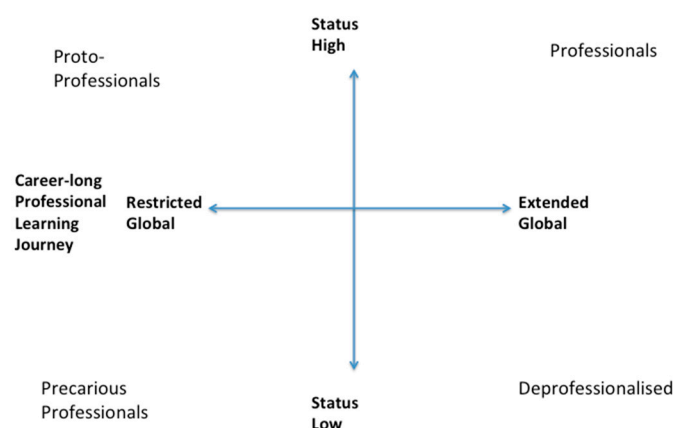 Status
High
Proto-
Professionals
Professionals
Career-long
Professional
Learning
Journey
Restricted
Global
Extended
Global
Precarious
Professionals
Status
Low
Deprofessionalised